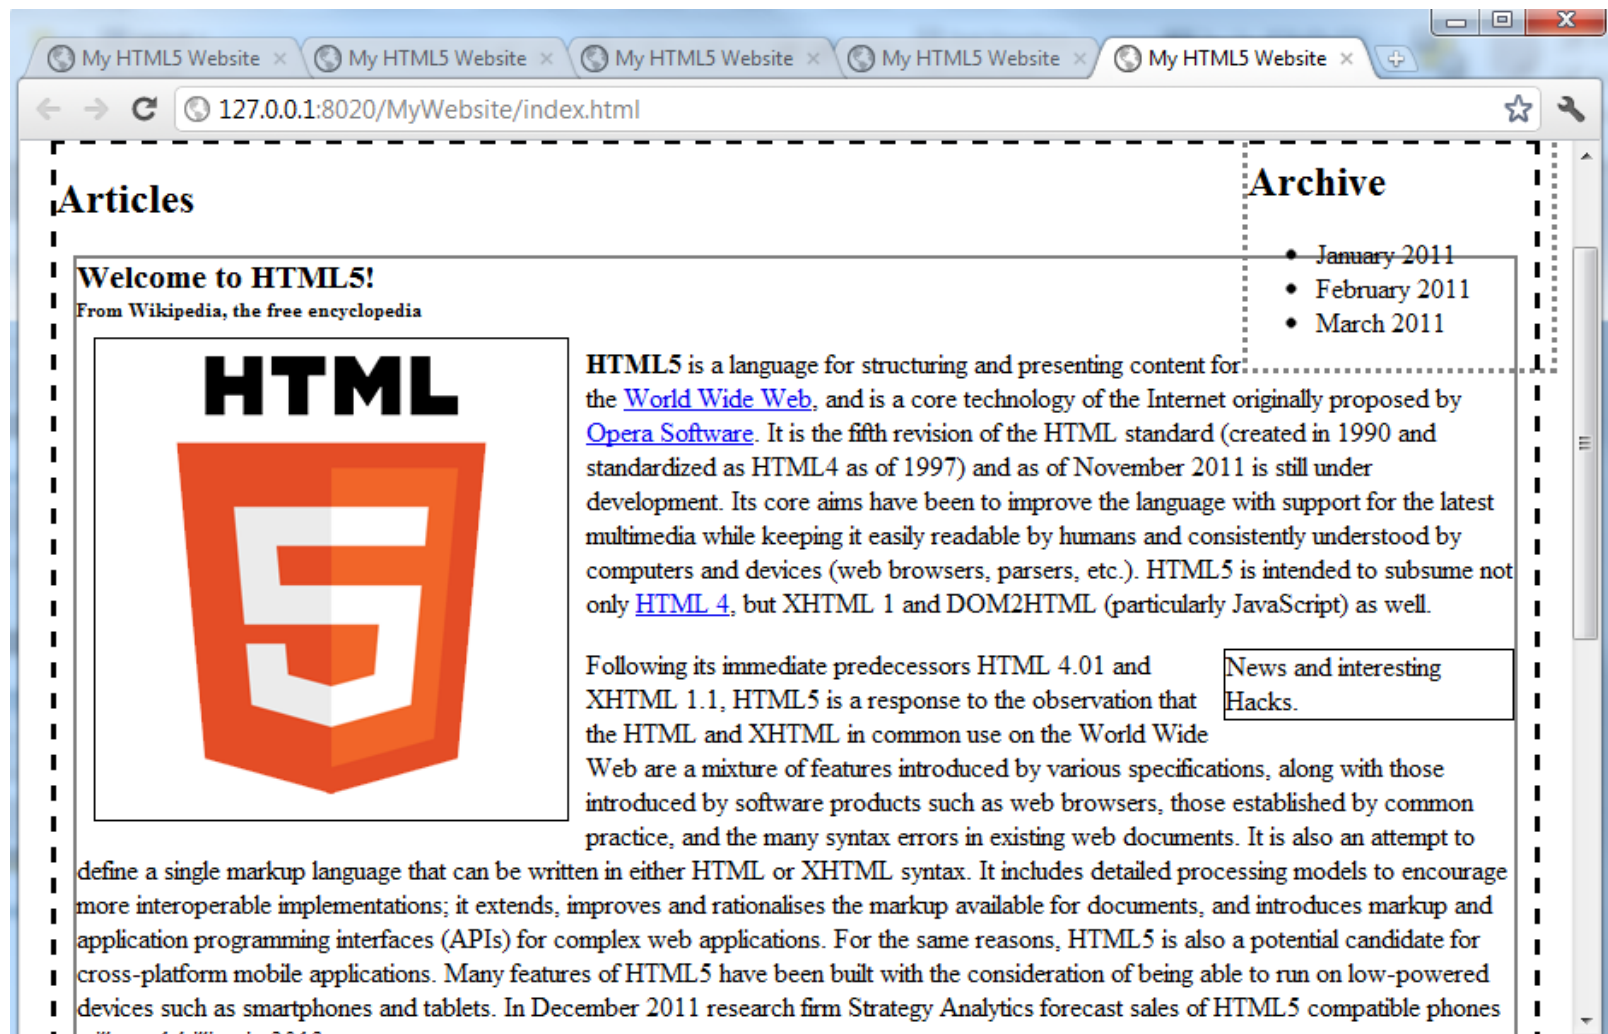 My HTML5 Website
My HTML5 Website
My HTML5 Website
My HTML5 Website
My HTML5 Website
127.0.0.1:8020/MyWebsite/index.html
Articles
Archive
January 2011
February 2011
March 2011
Welcome to HTML5!
From Wikipedia, the free encyclopedia
HTML
5
HTML5 is a language for structuring and presenting content for
the World Wide Web, and is a core technology of the Internet originally proposed by
Opera Software. It is the fifth revision of the HTML standard (created in 1990 and
standardized as HTML4 as of 1997) and as of November 2011 is still under
development. Its core aims have been to improve the language with support for the latest
multimedia while keeping it easily readable by humans and consistently understood by
computers and devices (web browsers, parsers, etc.). HTML5 is intended to subsume not
only HTML 4, but XHTML 1 and DOM2HTML (particularly JavaScript) as well.
News and interesting
Hacks.
Following its immediate predecessors HTML 4.01 and
XHTML 1.1, HTML5 is a response to the observation that
the HTML and XHTML in common use on the World Wide
Web are a mixture of features introduced by various specifications, along with those
introduced by software products such as web browsers, those established by common
practice, and the many syntax errors in existing web documents. It is also an attempt to
define a single markup language that can be written in either HTML or XHTML syntax. It includes detailed processing models to encourage
more interoperable implementations; it extends, improves and rationalises the markup available for documents, and introduces markup and
application programming interfaces (APIs) for complex web applications. For the same reasons, HTML5 is also a potential candidate for
cross-platform mobile applications. Many features of HTML5 have been built with the consideration of being able to run on low-powered
devices such as smartphones and tablets. In December 2011 research firm Strategy Analytics forecast sales of HTML5 compatible phones